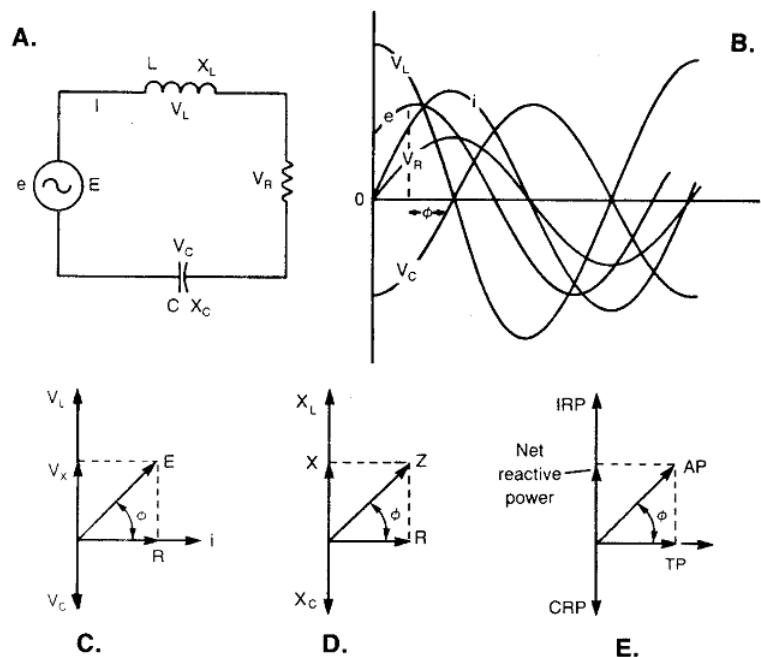 A.
L
X_L
I
V_L
e
E
V_R
V_C
C
X_C
B.
V_L
e
i
V_R
0
ϕ
V_C
V_L
V_X
E
ϕ
R
i
V_C
C.
X_L
X
Z
ϕ
R
X_C
D.
IRP
Net
reactive
power
AP
ϕ
TP
CRP
E.